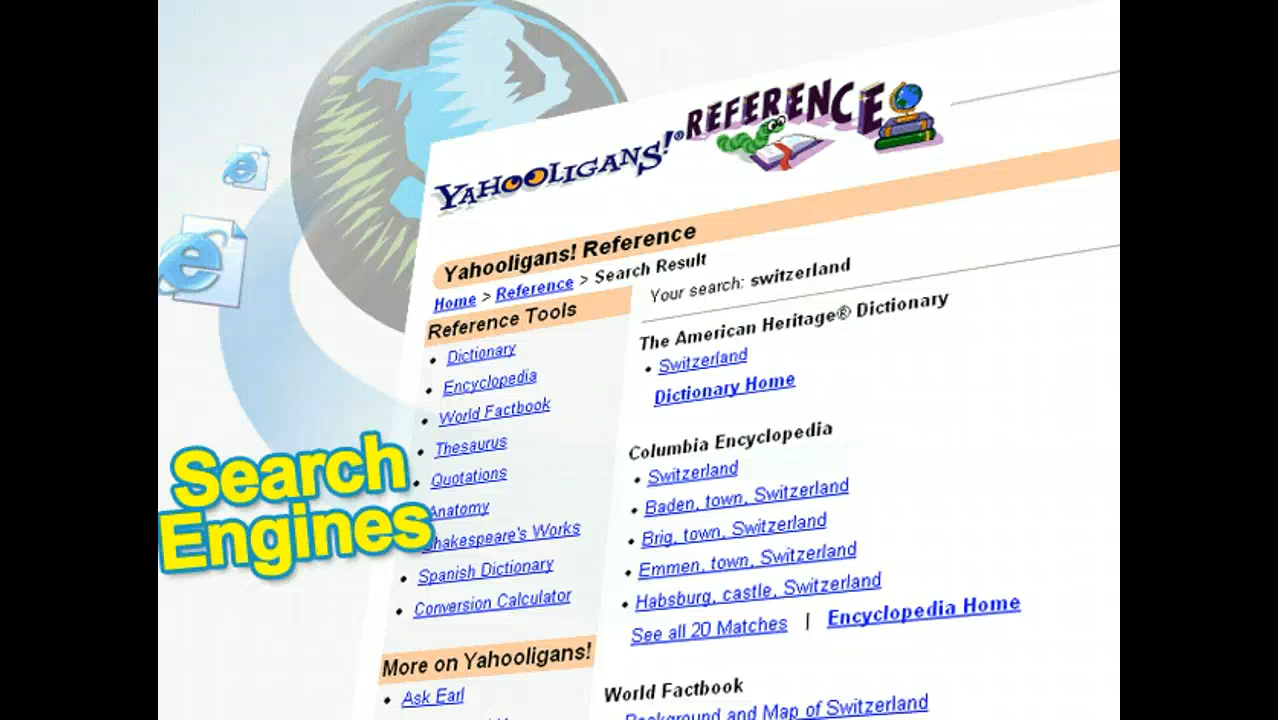 YAHOOLIGANS!® REFERENCE
Yahooligans! Reference
Home > Reference > Search Result
Reference Tools
Dictionary
Encyclopedia
World Factbook
Thesaurus
Quotations
Anatomy
Shakespeare's Works
Spanish Dictionary
Conversion Calculator
More on Yahooligans!
Ask Earl
Your search: switzerland
The American Heritage® Dictionary
Switzerland
Dictionary Home
Columbia Encyclopedia
Switzerland
Baden, town, Switzerland
Brig, town, Switzerland
Emmen, town, Switzerland
Habsburg, castle, Switzerland
See all 20 Matches | Encyclopedia Home
World Factbook
Background and Map of Switzerland
Search
Engines